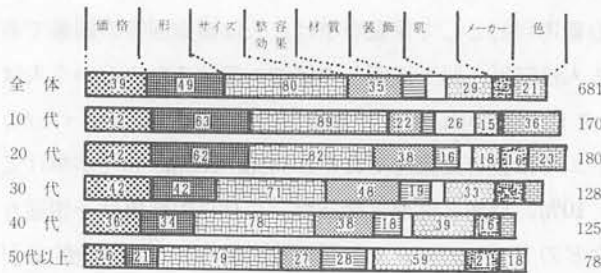 価格 形 サイズ 整容効果 材質 装飾 肌 メーカー 色
全体 39 49 80 35 29 21 681
10代 42 63 89 22 26 15 36 170
20代 42 62 82 38 16 18 16 23 180
30代 42 42 71 48 19 33 128
40代 36 34 78 38 18 39 16 125
50代以上 26 21 79 27 28 59 21 18 78